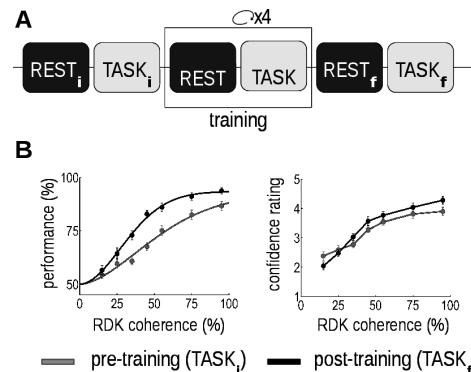 A
x4
REST i TASK i REST TASK REST f TASK f
training
B
performance (%)
100
75
50
0 25 50 75 100
RDK coherence (%)
confidence rating
5
4
3
2
1
0 25 50 75 100
RDK coherence (%)
pre-training (TASK i) post-training (TASK f